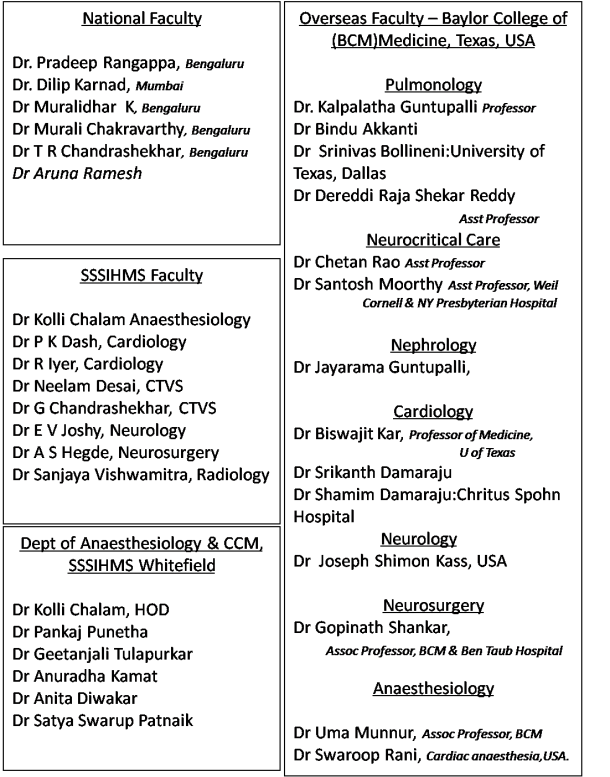 National Faculty
Dr. Pradeep Rangappa, Bengaluru
Dr. Dilip Karnad, Mumbai
Dr Muralidhar K, Bengaluru
Dr Murali Chakravarthy, Bengaluru
Dr T R Chandrashekhar, Bengaluru
Dr Aruna Ramesh
SSSIHMS Faculty
Dr Kolli Chalam Anaesthesiology
Dr P K Dash, Cardiology
Dr R Iyer, Cardiology
Dr Neelam Desai, CTVS
Dr G Chandrashekhar, CTVS
Dr E V Joshy, Neurology
Dr A S Hegde, Neurosurgery
Dr Sanjaya Vishwamitra, Radiology
Dept of Anaesthesiology & CCM,
SSSIHMS Whitefield
Dr Kolli Chalam, HOD
Dr Pankaj Punetha
Dr Geetanjali Tulapurkar
Dr Anuradha Kamat
Dr Anita Diwakar
Dr Satya Swarup Patnaik
Overseas Faculty – Baylor College of
(BCM)Medicine, Texas, USA
Pulmonology
Dr. Kalpalatha Guntupalli Professor
Dr Bindu Akkanti
Dr Srinivas Bollineni:University of
Texas, Dallas
Dr Dereddi Raja Shekar Reddy
Asst Professor
Neurocritical Care
Dr Chetan Rao Asst Professor
Dr Santosh Moorthy Asst Professor, Weil
Cornell & NY Presbyterian Hospital
Nephrology
Dr Jayarama Guntupalli,
Cardiology
Dr Biswajit Kar, Professor of Medicine,
U of Texas
Dr Srikanth Damaraju
Dr Shamim Damaraju:Chritus Spohn
Hospital
Neurology
Dr Joseph Shimon Kass, USA
Neurosurgery
Dr Gopinath Shankar,
Assoc Professor, BCM & Ben Taub Hospital
Anaesthesiology
Dr Uma Munnur, Assoc Professor, BCM
Dr Swaroop Rani, Cardiac anaesthesia,USA.